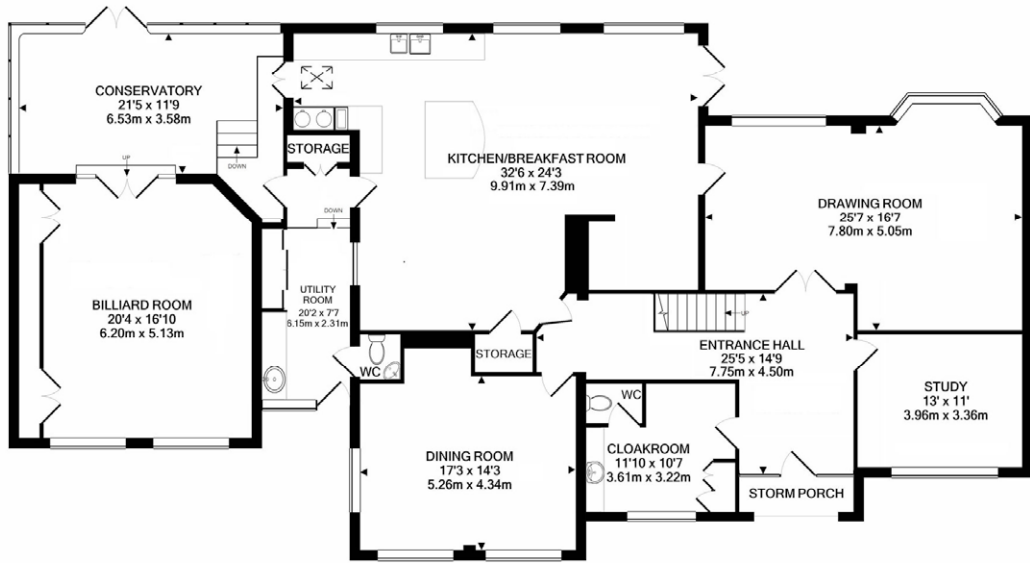 CONSERVATORY
21'5 x 11'9
6.53m x 3.58m
UP
DOWN
STORAGE
KITCHEN/BREAKFAST ROOM
32'6 x 24'3
9.91m x 7.39m
DRAWING ROOM
25'7 x 16'7
7.80m x 5.05m
DOWN
BILLIARD ROOM
20'4 x 16'10
6.20m x 5.13m
UTILITY
ROOM
20'2 x 7'7
6.15m x 2.31m
UP
ENTRANCE HALL
25'5 x 14'9
7.75m x 4.50m
STORAGE
WC
STUDY
13' x 11'
3.96m x 3.36m
WC
CLOAKROOM
11'10 x 10'7
3.61m x 3.22m
DINING ROOM
17'3 x 14'3
5.26m x 4.34m
STORM PORCH